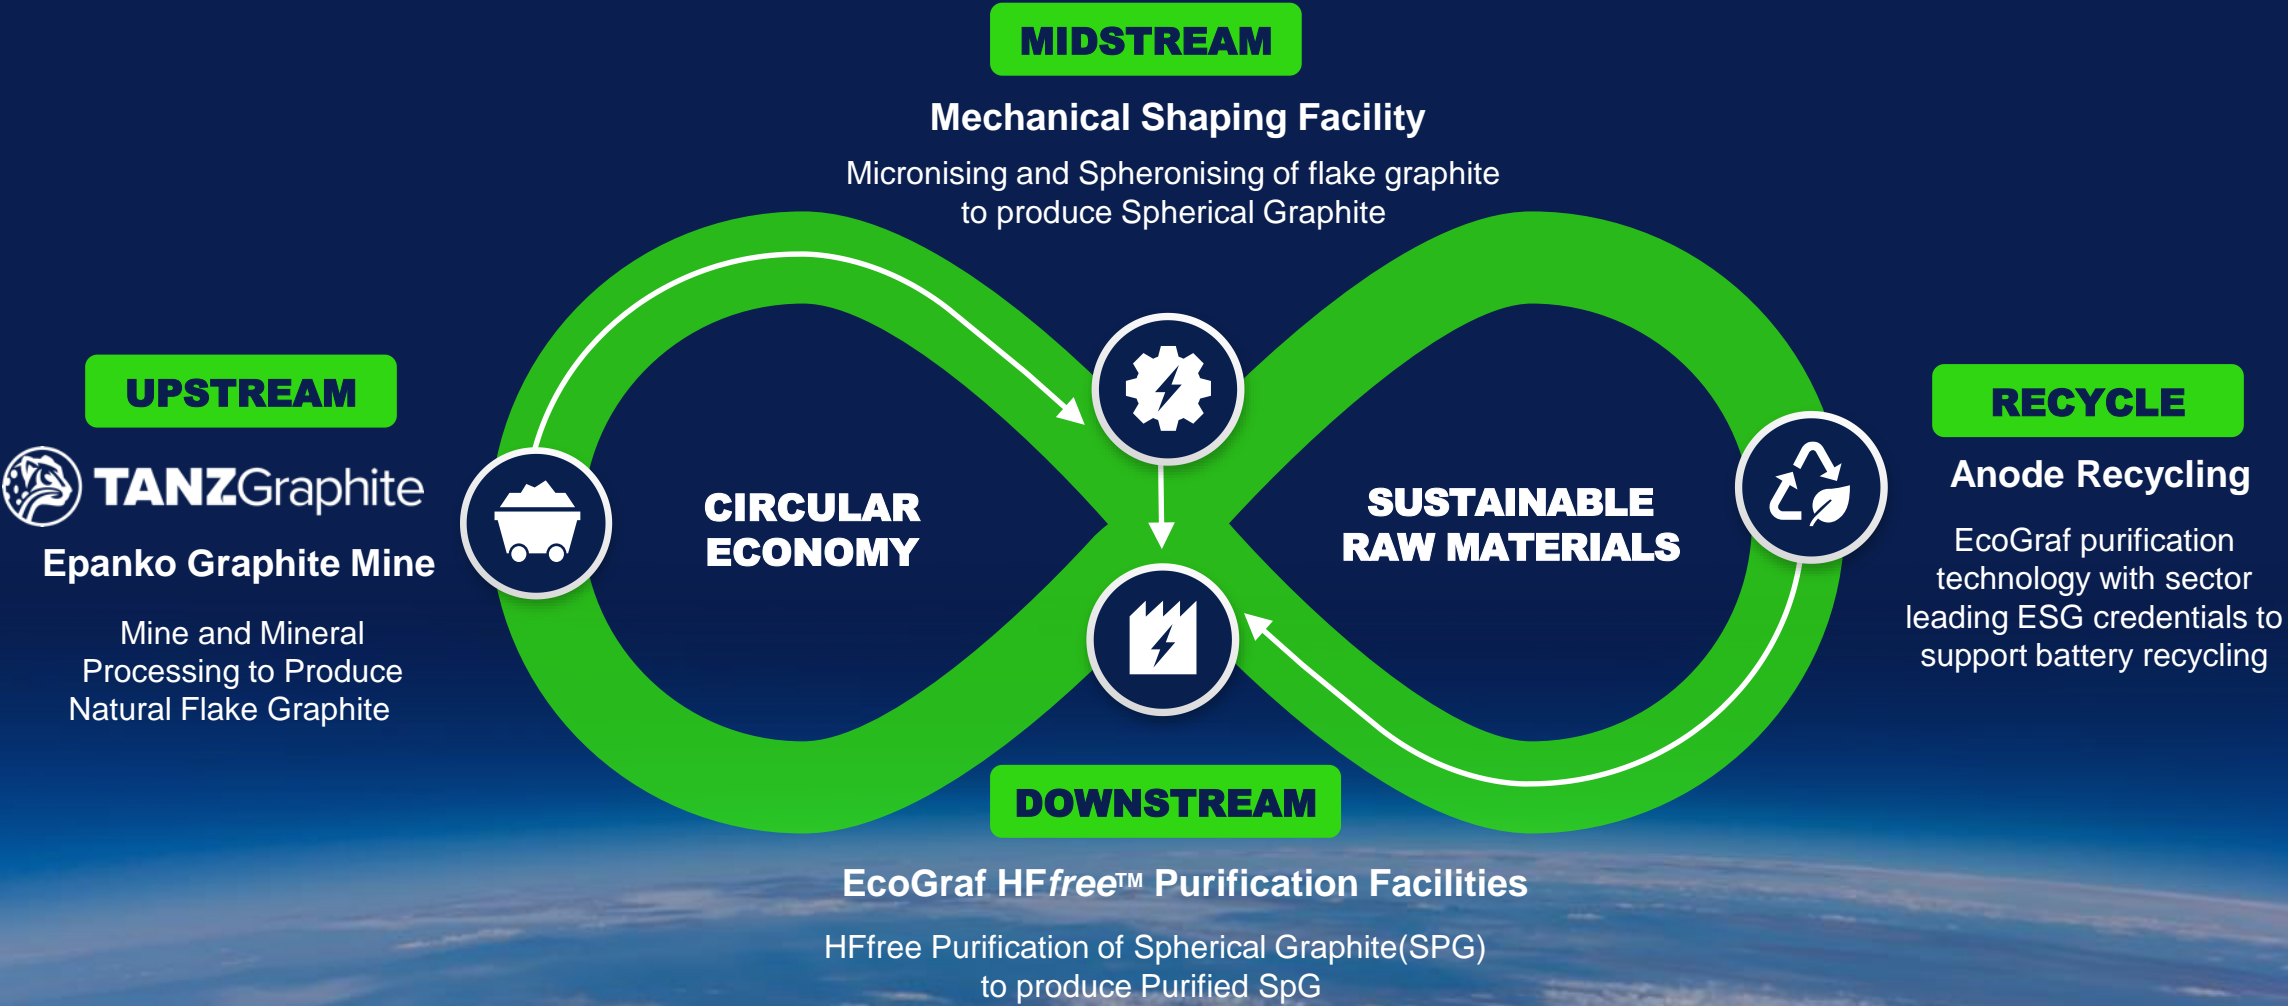 MIDSTREAM
Mechanical Shaping Facility
Micronising and Spheronising of flake graphite
to produce Spherical Graphite
UPSTREAM
TANZGraphite
Epanko Graphite Mine
Mine and Mineral
Processing to Produce
Natural Flake Graphite
CIRCULAR
ECONOMY
SUSTAINABLE
RAW MATERIALS
RECYCLE
Anode Recycling
EcoGraf purification
technology with sector
leading ESG credentials to
support battery recycling
DOWNSTREAM
EcoGraf HFfree™ Purification Facilities
HFfree Purification of Spherical Graphite(SPG)
to produce Purified SpG